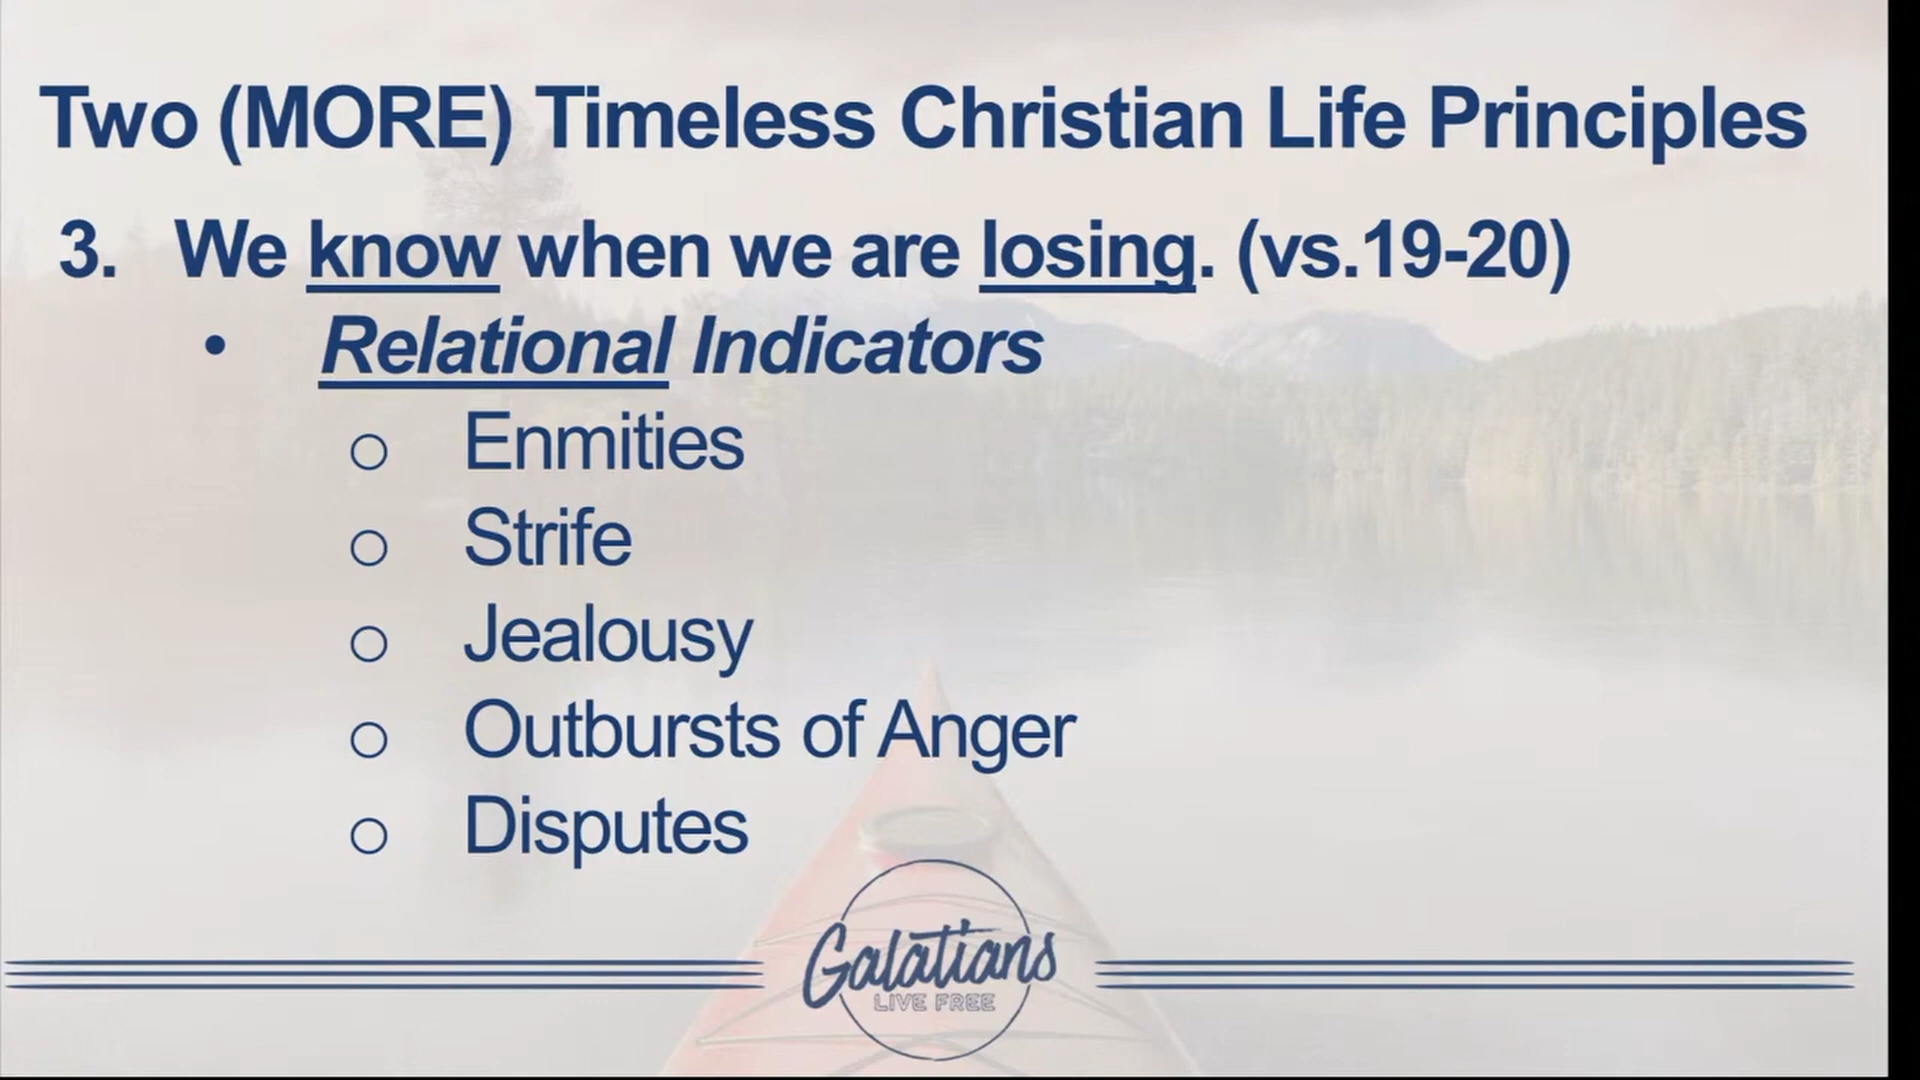 Two (MORE) Timeless Christian Life Principles
3. We know when we are losing. (vs.19-20)
• Relational Indicators
o Enmities
o Strife
o Jealousy
o Outbursts of Anger
o Disputes
Galatians
LIVE FREE